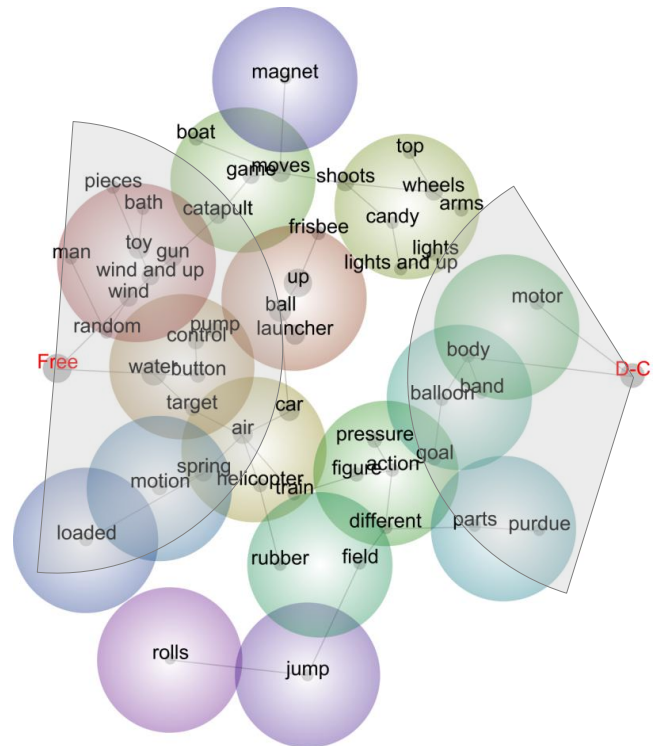 magnet
boat
top
game
moves
shoots
pieces
wheels
bath
arms
catapult
candy
frisbee
toy
man
gun
lights
wind and up
lights and up
up
wind
motor
ball
random
pump
launcher
control
body
Free
water
button
D-C
balloon
band
target
car
air
pressure
goal
spring
figure
action
motion
helicopter
train
loaded
different
parts
purdue
rubber
field
rolls
jump